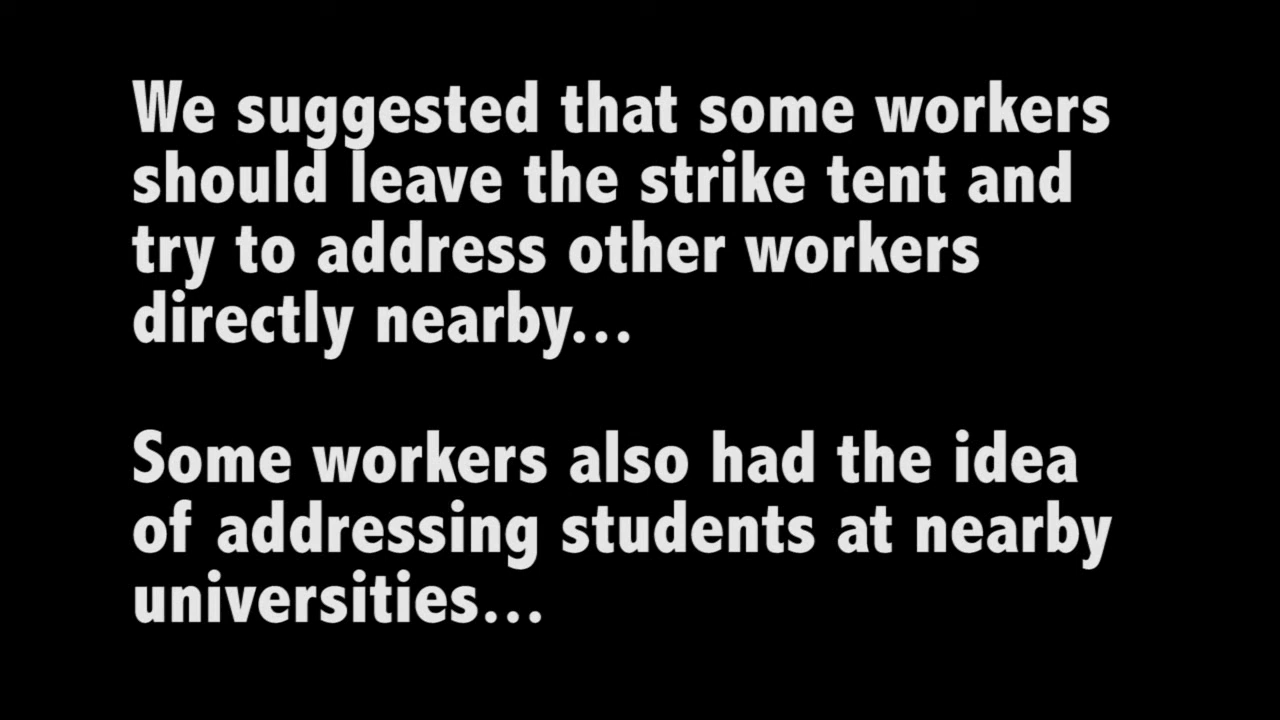 We suggested that some workers
should leave the strike tent and
try to address other workers
directly nearby...
Some workers also had the idea
of addressing students at nearby
universities...